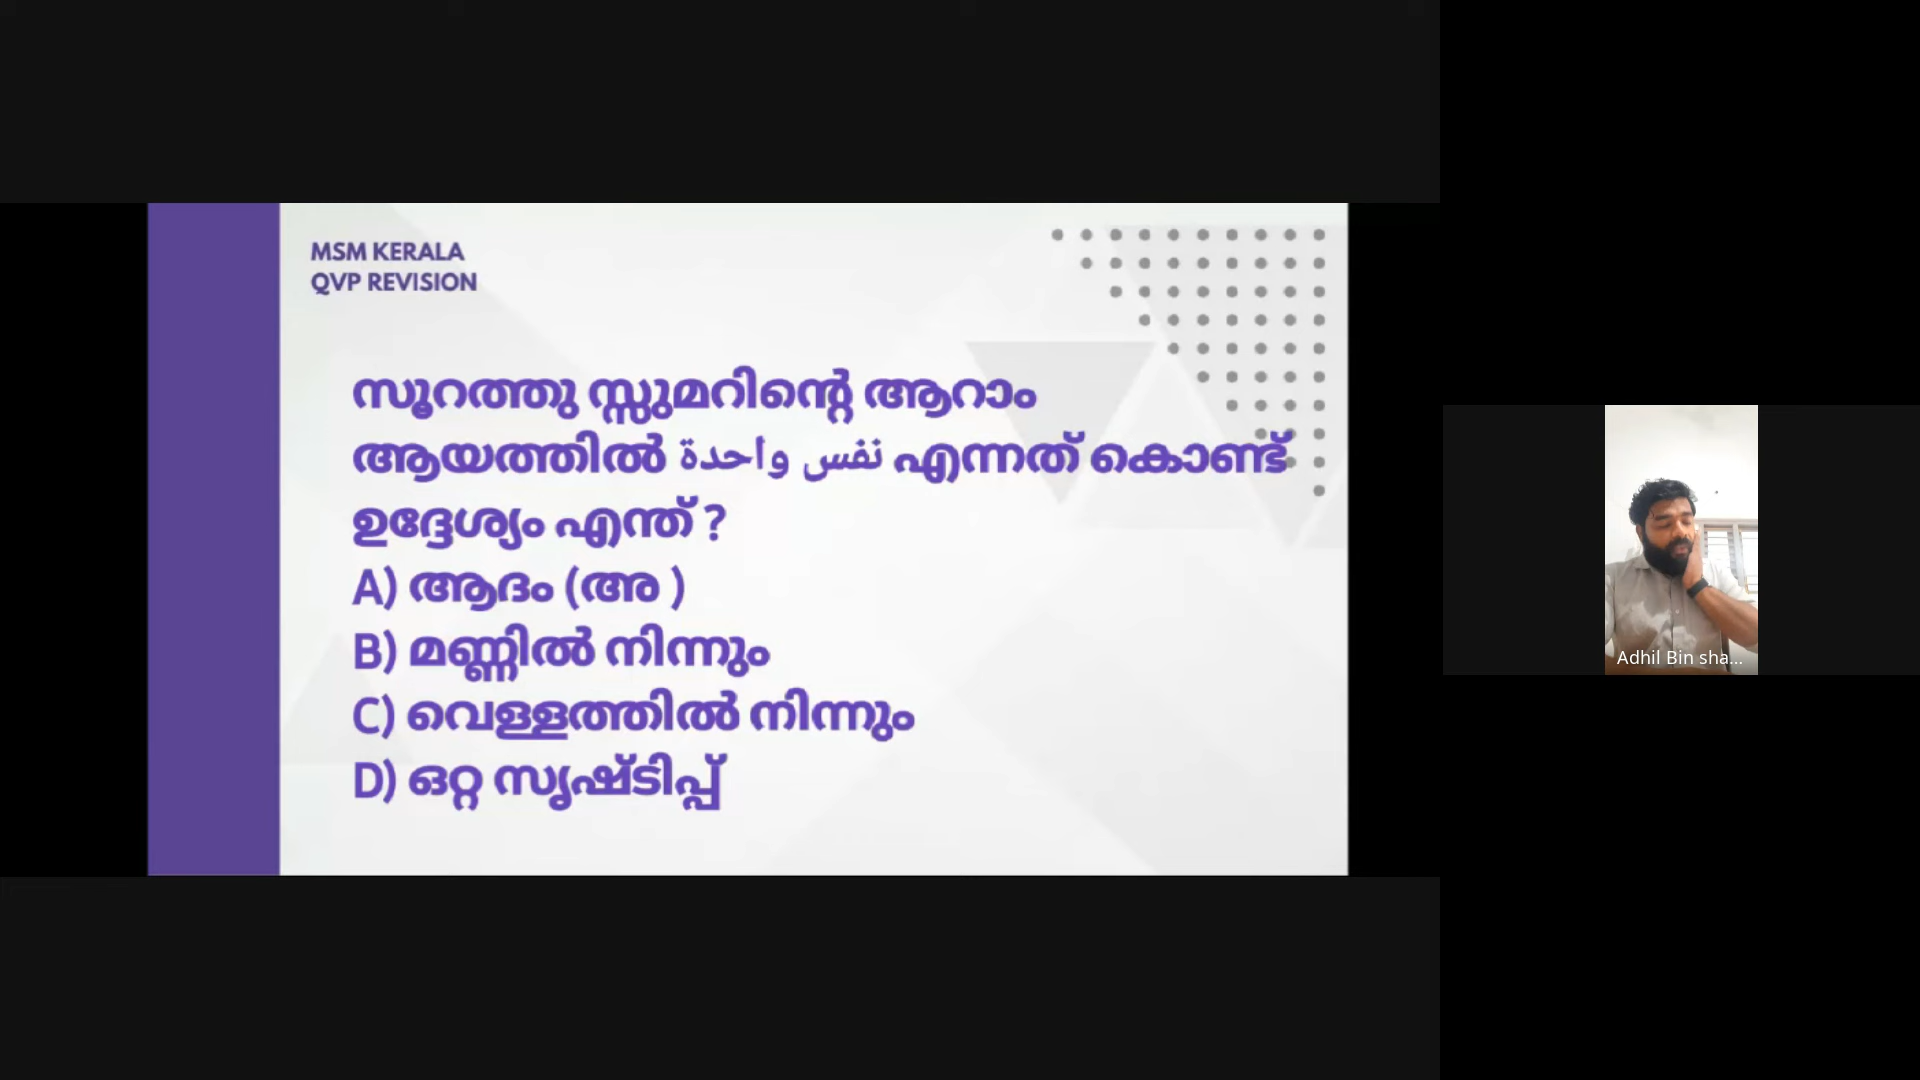 MSM KERALA
QVP REVISION
സൂറത്തു സ്സുമറിന്റെ ആറാം
ആയത്തിൽ نفس واحدة എന്നത് കൊണ്ട്
ഉദ്ദേശ്യം എന്ത് ?
A) ആദം (അ )
B) മണ്ണിൽ നിന്നും
C) വെള്ളത്തിൽ നിന്നും
D) ഒറ്റ സൃഷ്ടിപ്പ്
Adhil Bin sha...